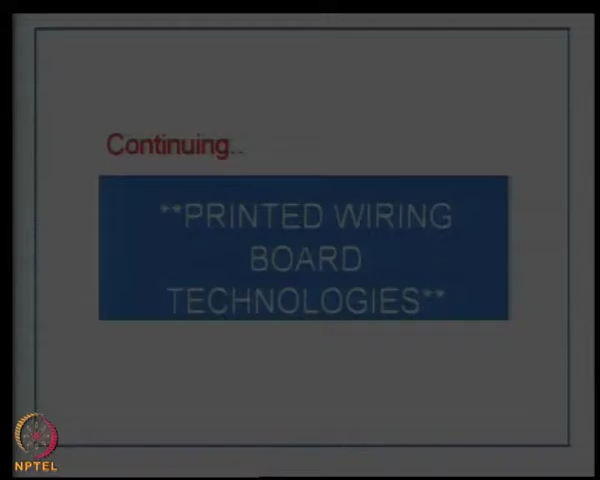 Continuing..
**PRINTED WIRING
BOARD
TECHNOLOGIES**
NPTEL